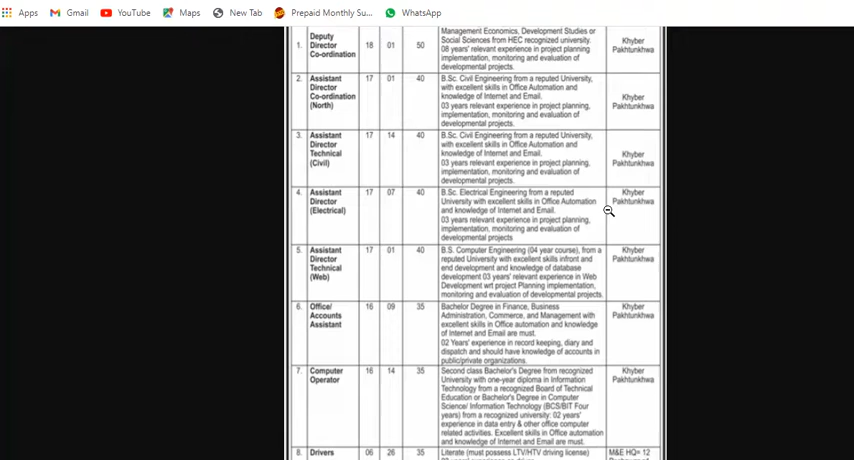 Apps Gmail YouTube Maps New Tab Prepaid Monthly Su... WhatsApp
Management Economics, Development Studies or
Social Sciences from HEC recognized university.
08 years' relevant experience in project planning
implementation, monitoring and evaluation of
developmental projects.
1. Deputy Director Co-ordination 18 01 50 Khyber Pakhtunkhwa
2. Assistant Director Co-ordination (North) 17 01 40
B.Sc. Civil Engineering from a reputed University,
with excellent skills in Office Automation and
knowledge of Internet and Email.
03 years relevant experience in project planning,
implementation, monitoring and evaluation of
developmental projects.
Khyber Pakhtunkhwa
3. Assistant Director Technical (Civil) 17 14 40
B.Sc. Civil Engineering from a reputed University,
with excellent skills in Office Automation and
knowledge of Internet and Email.
03 years relevant experience in project planning,
implementation, monitoring and evaluation of
developmental projects.
Khyber Pakhtunkhwa
4. Assistant Director (Electrical) 17 07 40
B.Sc. Electrical Engineering from a reputed
University with excellent skills in Office Automation
and knowledge of Internet and Email.
03 years relevant experience in project planning,
implementation, monitoring and evaluation of
developmental projects
Khyber Pakhtunkhwa
5. Assistant Director Technical (Web) 17 01 40
B.S. Computer Engineering (04 year course), from a
reputed University with excellent skills infront and
end development and knowledge of database
development 03 years' relevant experience in Web
Development wrt project Planning implementation,
monitoring and evaluation of developmental projects.
Khyber Pakhtunkhwa
6. Office/ Accounts Assistant 16 09 35
Bachelor Degree in Finance, Business
Administration, Commerce, and Management with
excellent skills in Office automation and knowledge
of Internet and Email are must.
02 Years' experience in record keeping, diary and
dispatch and should have knowledge of accounts in
public/private organizations.
Khyber Pakhtunkhwa
7. Computer Operator 16 14 35
Second class Bachelor's Degree from recognized
University with one-year diploma in Information
Technology from a recognized Board of Technical
Education or Bachelor's Degree in Computer
Science/ Information Technology (BCS/BIT Four
years) from a recognized university: 02 years'
experience in data entry & other office computer
related activities. Excellent skills in Office automation
and knowledge of Internet and Email are must.
Khyber Pakhtunkhwa
8. Drivers 06 26 35 Literate (must possess LTV/HTV driving license) M&E HQ= 12